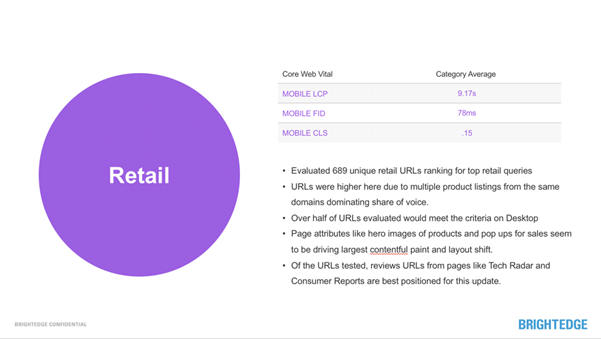 Retail
Core Web Vital Category Average
MOBILE LCP 9.17s
MOBILE FID 78ms
MOBILE CLS .15
• Evaluated 689 unique retail URLs ranking for top retail queries
• URLs were higher here due to multiple product listings from the same
domains dominating share of voice.
• Over half of URLs evaluated would meet the criteria on Desktop
• Page attributes like hero images of products and pop ups for sales seem
to be driving largest contentful paint and layout shift.
• Of the URLs tested, reviews URLs from pages like Tech Radar and
Consumer Reports are best positioned for this update.
BRIGHTEDGE CONFIDENTIAL
BRIGHTEDGE